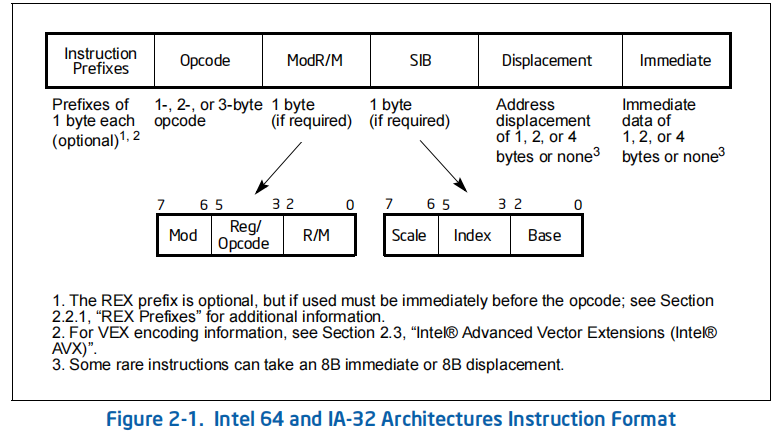 Instruction Prefixes Opcode ModR/M SIB Displacement Immediate
Prefixes of 1 byte each (optional)1, 2
1-, 2-, or 3-byte opcode
1 byte (if required)
1 byte (if required)
Address displacement of 1, 2, or 4 bytes or none3
Immediate data of 1, 2, or 4 bytes or none3
7 6 5 3 2 0
Mod Reg/Opcode R/M
7 6 5 3 2 0
Scale Index Base
1. The REX prefix is optional, but if used must be immediately before the opcode; see Section
2.2.1, “REX Prefixes” for additional information.
2. For VEX encoding information, see Section 2.3, “Intel® Advanced Vector Extensions (Intel®
AVX)”.
3. Some rare instructions can take an 8B immediate or 8B displacement.
Figure 2-1. Intel 64 and IA-32 Architectures Instruction Format